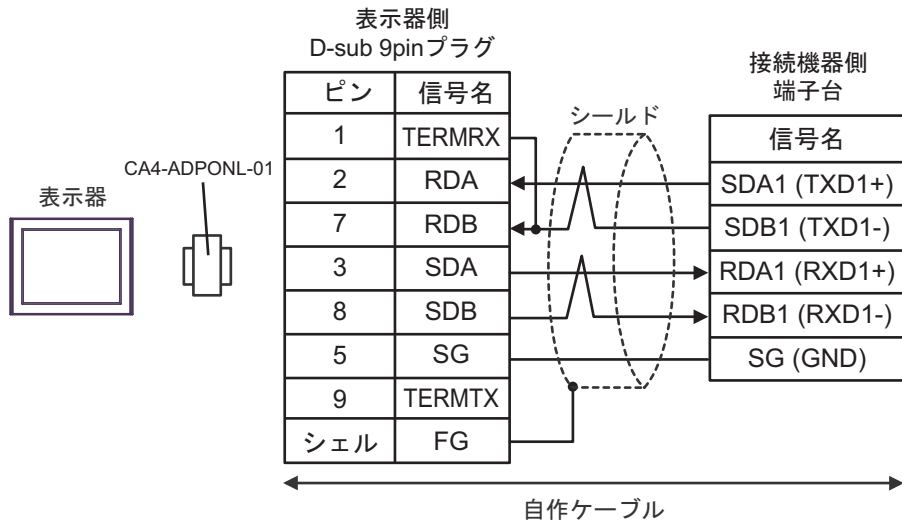 表示器側
D-sub 9pinプラグ
接続機器側
端子台
表示器
CA4-ADPONL-01
シールド
ピン 信号名
1 TERMRX
2 RDA
7 RDB
3 SDA
8 SDB
5 SG
9 TERMTX
シェル FG
信号名
SDA1 (TXD1+)
SDB1 (TXD1-)
RDA1 (RXD1+)
RDB1 (RXD1-)
SG (GND)
自作ケーブル